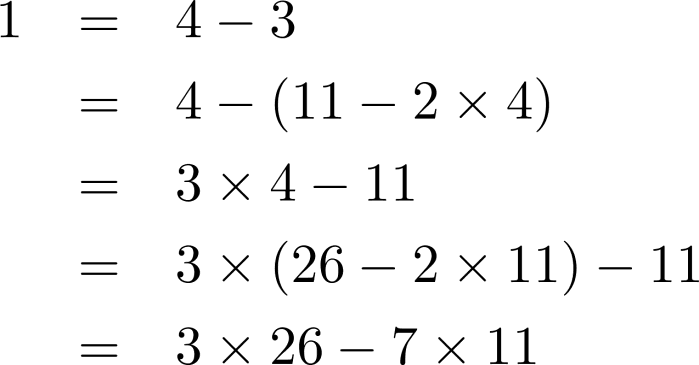 1 = 4 − 3
= 4 − (11 − 2 × 4)
= 3 × 4 − 11
= 3 × (26 − 2 × 11) − 11
= 3 × 26 − 7 × 11